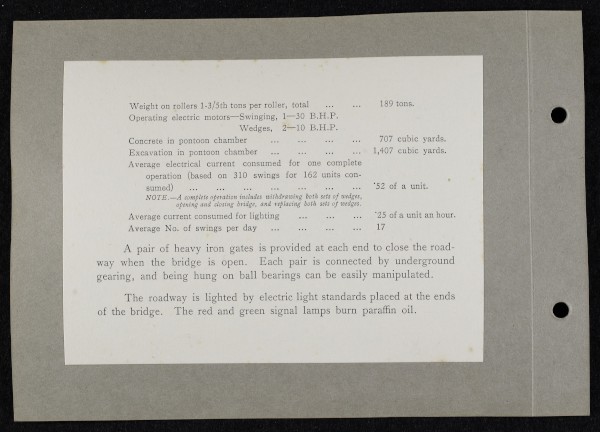 Weight on rollers 1-3/5th tons per roller, total ... ... 189 tons.
Operating electric motors—Swinging, 1—30 B.H.P.
Wedges, 2—10 B.H.P.
Concrete in pontoon chamber ... ... ... ... 707 cubic yards.
Excavation in pontoon chamber ... ... ... ... 1,407 cubic yards.
Average electrical current consumed for one complete
operation (based on 310 swings for 162 units con-
sumed) ... ... ... ... ... ... ... ·52 of a unit.
NOTE.—A complete operation includes withdrawing both sets of wedges,
opening and closing bridge, and replacing both sets of wedges.
Average current consumed for lighting ... ... ... ·25 of a unit an hour.
Average No. of swings per day ... ... ... ... 17
A pair of heavy iron gates is provided at each end to close the road-
way when the bridge is open. Each pair is connected by underground
gearing, and being hung on ball bearings can be easily manipulated.
The roadway is lighted by electric light standards placed at the ends
of the bridge. The red and green signal lamps burn paraffin oil.